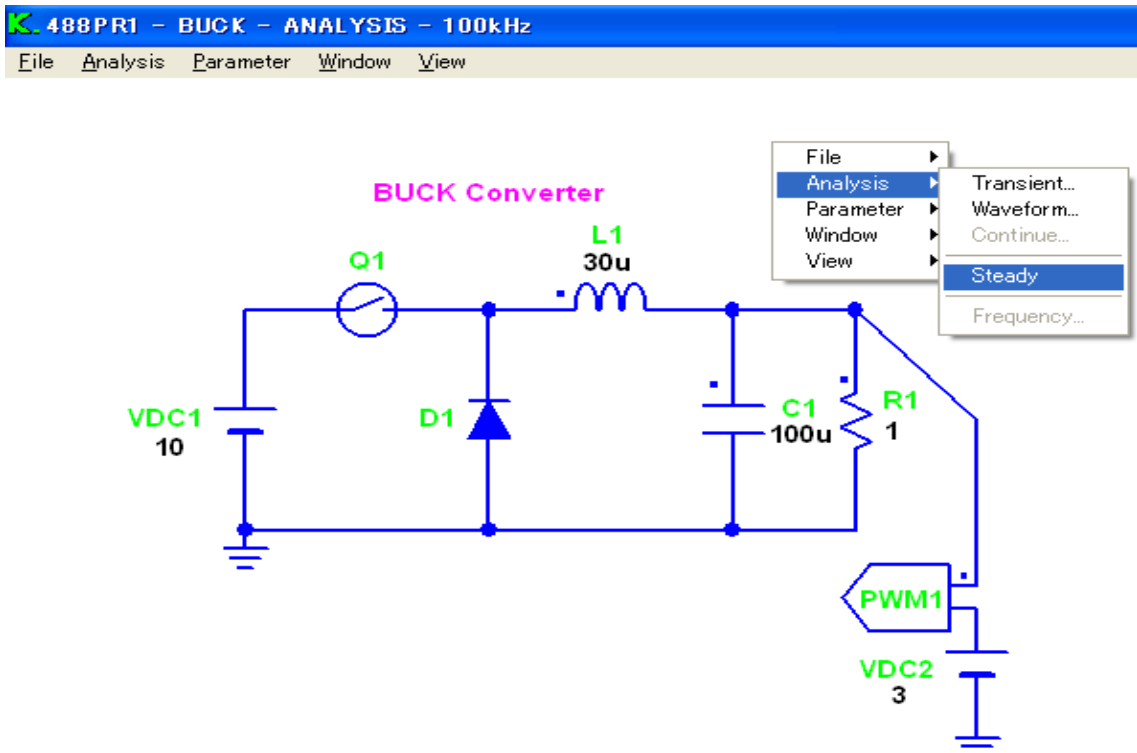 K. 488PR1 - BUCK - ANALYSIS - 100kHz
File Analysis Parameter Window View
BUCK Converter
File
Analysis
Parameter
Window
View
Transient...
Waveform...
Continue...
Steady
Frequency...
Q1
L1
30u
VDC1
10
D1
C1
100u
R1
1
PWM1
VDC2
3